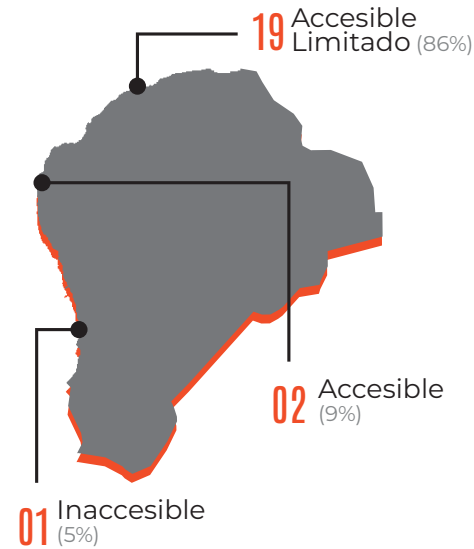 19 Accesible
Limitado (86%)
02 Accesible
(9%)
01 Inaccesible
(5%)